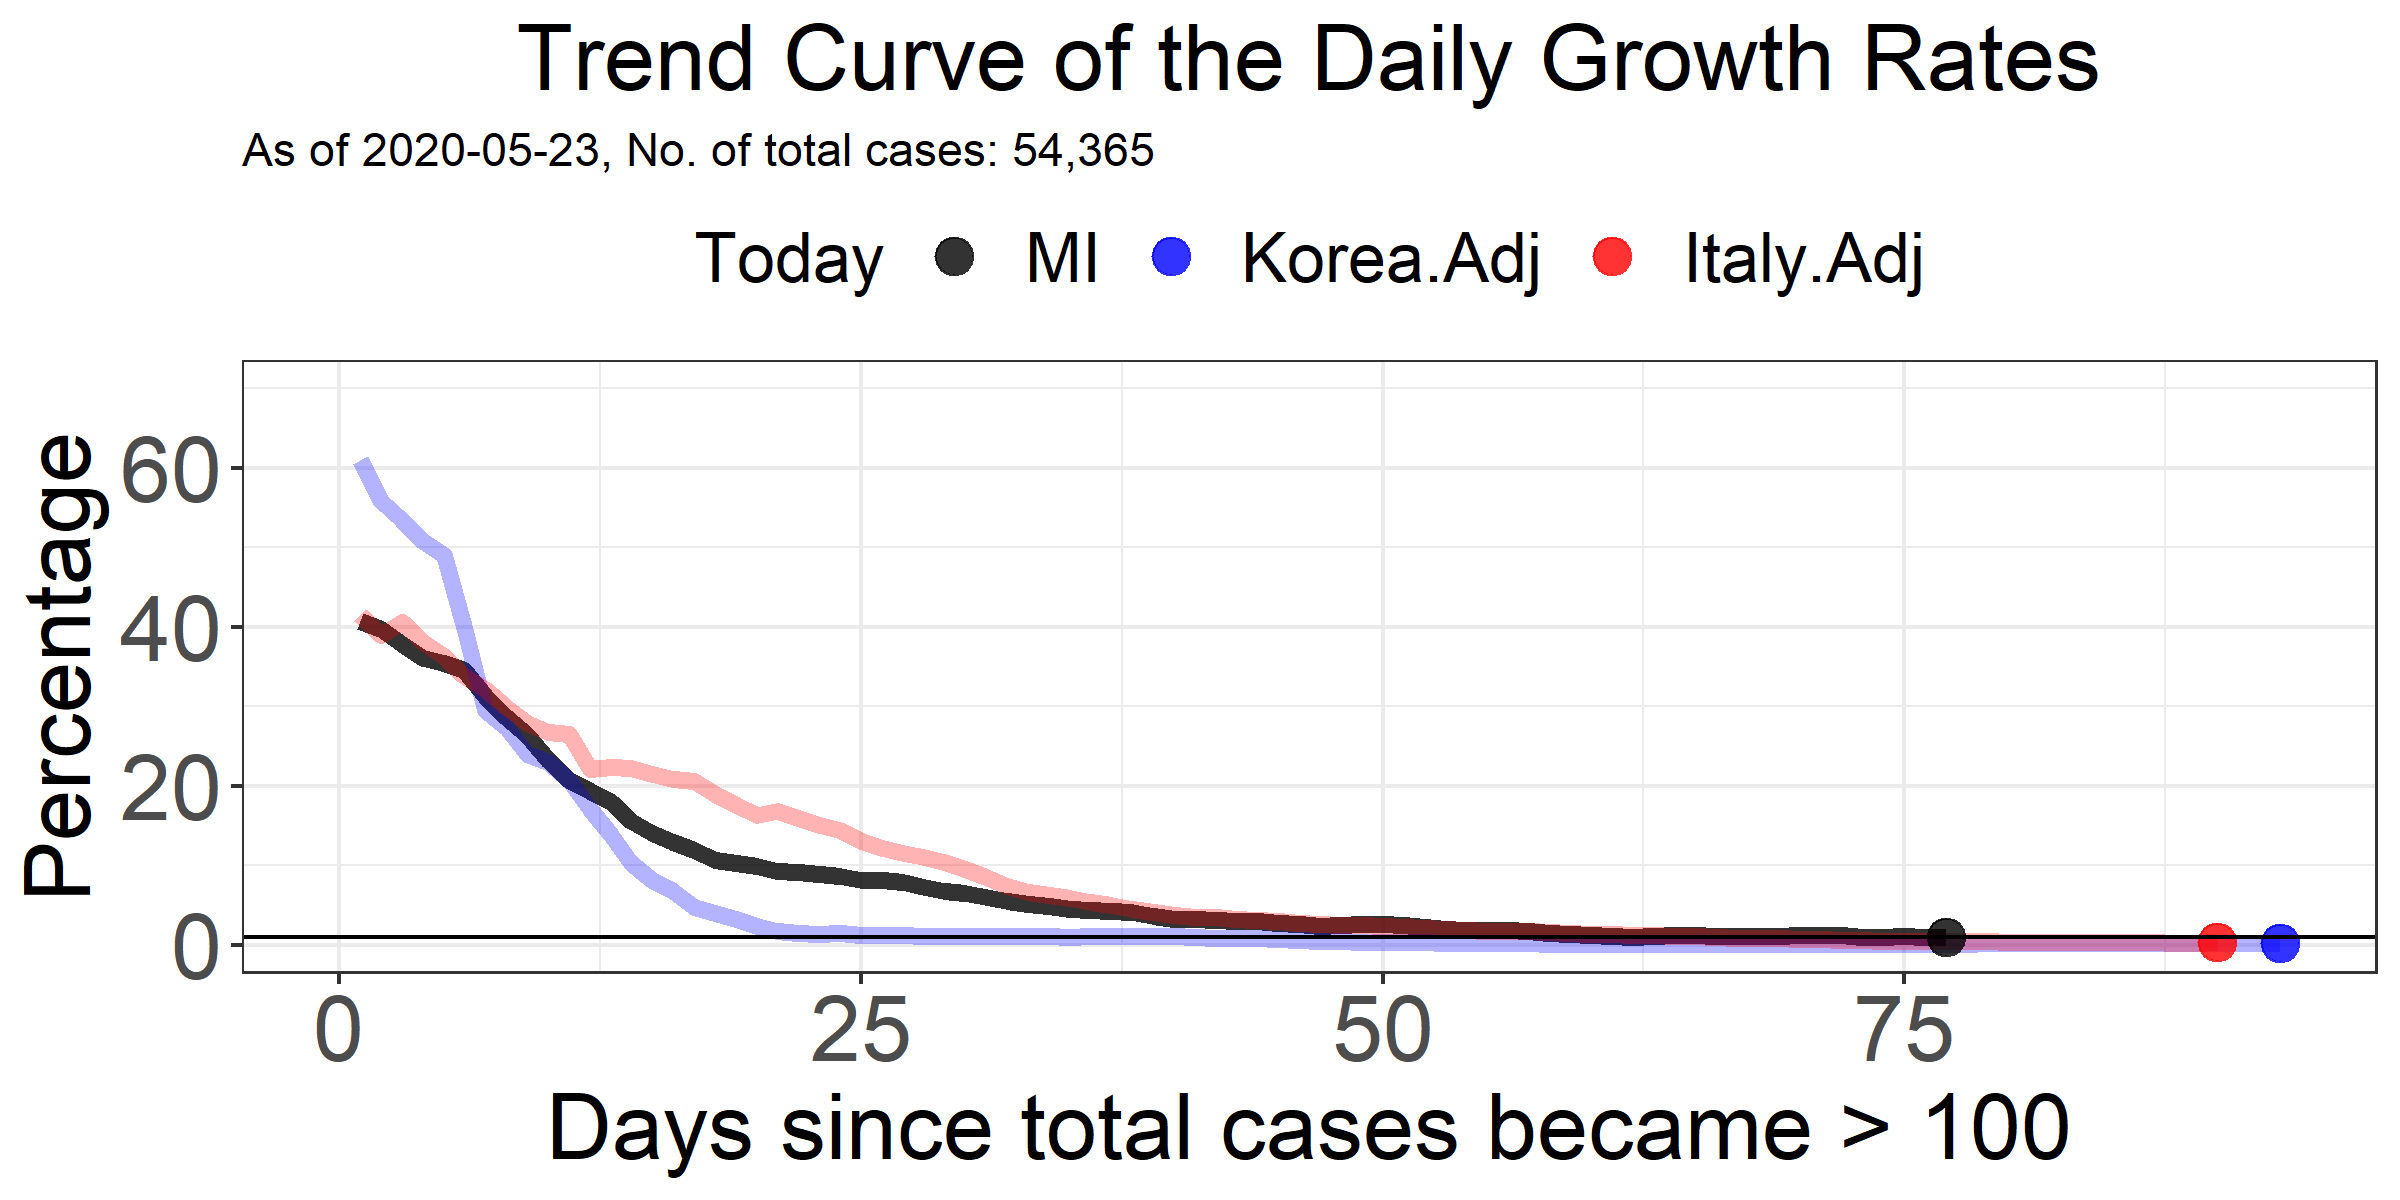 Trend Curve of the Daily Growth Rates
As of 2020-05-23, No. of total cases: 54,365
Today MI Korea.Adj Italy.Adj
Percentage
60
40
20
0
0 25 50 75
Days since total cases became > 100